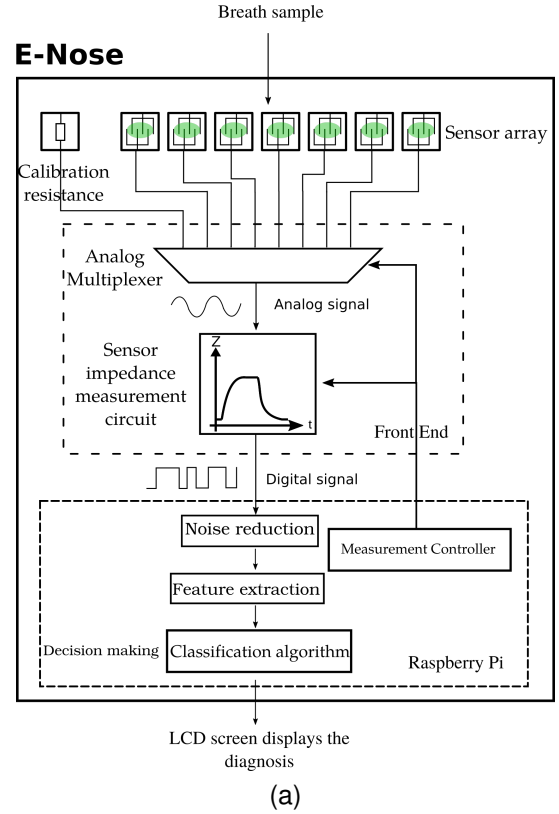 Breath sample
E-Nose
Sensor array
Calibration
resistance
Analog
Multiplexer
Analog signal
Sensor
impedance
measurement
circuit
Z
t
Front End
Digital signal
Noise reduction
Measurement Controller
Feature extraction
Decision making
Classification algorithm
Raspberry Pi
LCD screen displays the
diagnosis
(a)